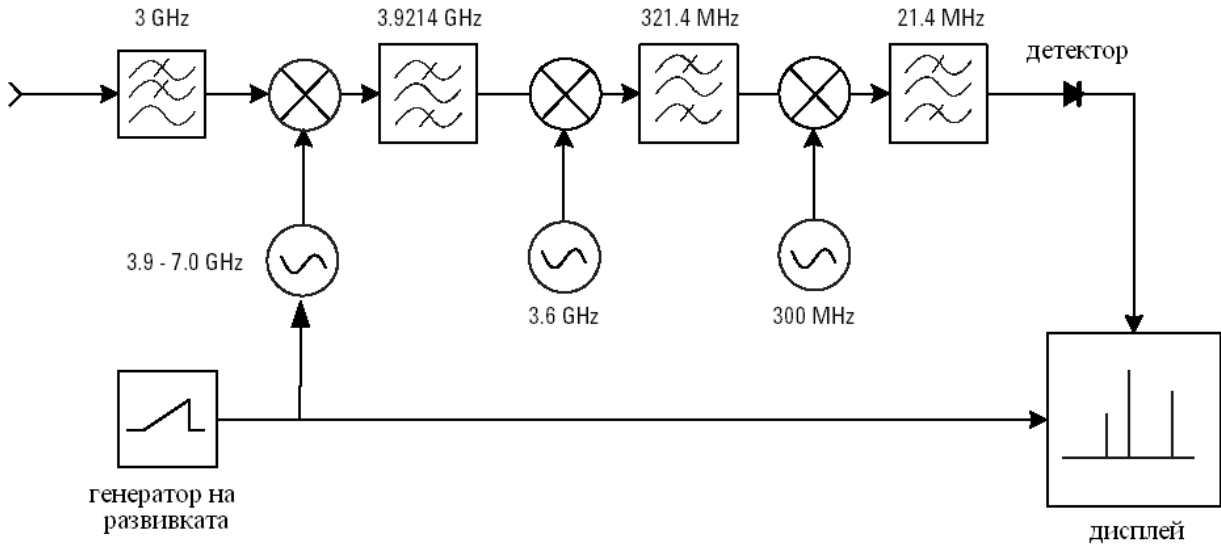 3 GHz
3.9214 GHz
321.4 MHz
21.4 MHz
детектор
3.9 - 7.0 GHz
3.6 GHz
300 MHz
генератор на
развивката
дисплей